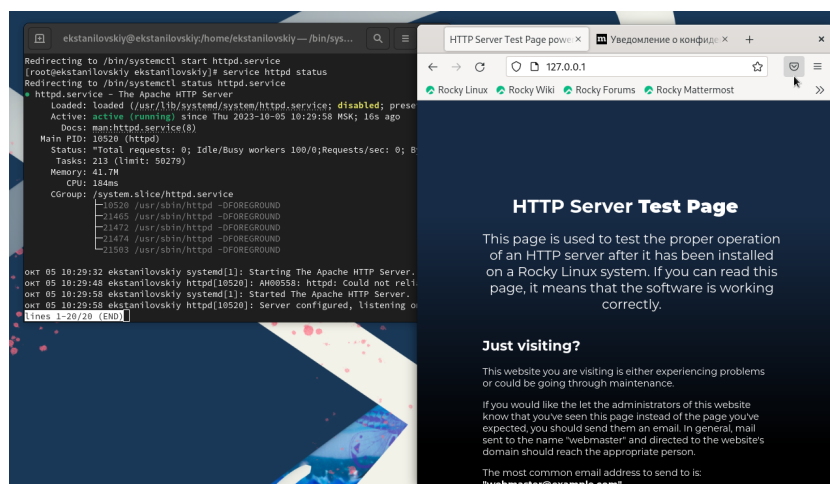 ekstanilovskiy@ekstanilovskiy:/home/ekstanilovskiy — /bin/sys...
Redirecting to /bin/systemctl start httpd.service
[root@ekstanilovskiy ekstanilovskiy]# service httpd status
Redirecting to /bin/systemctl status httpd.service
● httpd.service - The Apache HTTP Server
Loaded: loaded (/usr/lib/systemd/system/httpd.service; disabled; prese
Active: active (running) since Thu 2023-10-05 10:29:58 MSK; 16s ago
Docs: man:httpd.service(8)
Main PID: 10520 (httpd)
Status: "Total requests: 0; Idle/Busy workers 100/0;Requests/sec: 0; B
Tasks: 213 (limit: 50279)
Memory: 41.7M
CPU: 184ms
CGroup: /system.slice/httpd.service
├─10520 /usr/sbin/httpd -DFOREGROUND
├─21465 /usr/sbin/httpd -DFOREGROUND
├─21472 /usr/sbin/httpd -DFOREGROUND
├─21474 /usr/sbin/httpd -DFOREGROUND
└─21503 /usr/sbin/httpd -DFOREGROUND
окт 05 10:29:32 ekstanilovskiy systemd[1]: Starting The Apache HTTP Server.
окт 05 10:29:48 ekstanilovskiy httpd[10520]: AH00558: httpd: Could not reli
окт 05 10:29:58 ekstanilovskiy systemd[1]: Started The Apache HTTP Server.
окт 05 10:29:58 ekstanilovskiy httpd[10520]: Server configured, listening o
lines 1-20/20 (END)
HTTP Server Test Page powe
m Уведомление о конфиде
127.0.0.1
Rocky Linux Rocky Wiki Rocky Forums Rocky Mattermost
HTTP Server Test Page
This page is used to test the proper operation
of an HTTP server after it has been installed
on a Rocky Linux system. If you can read this
page, it means that the software is working
correctly.
Just visiting?
This website you are visiting is either experiencing problems
or could be going through maintenance.
If you would like the let the administrators of this website
know that you've seen this page instead of the page you've
expected, you should send them an email. In general, mail
sent to the name "webmaster" and directed to the website's
domain should reach the appropriate person.
The most common email address to send to is:
"webmaster@example.com"